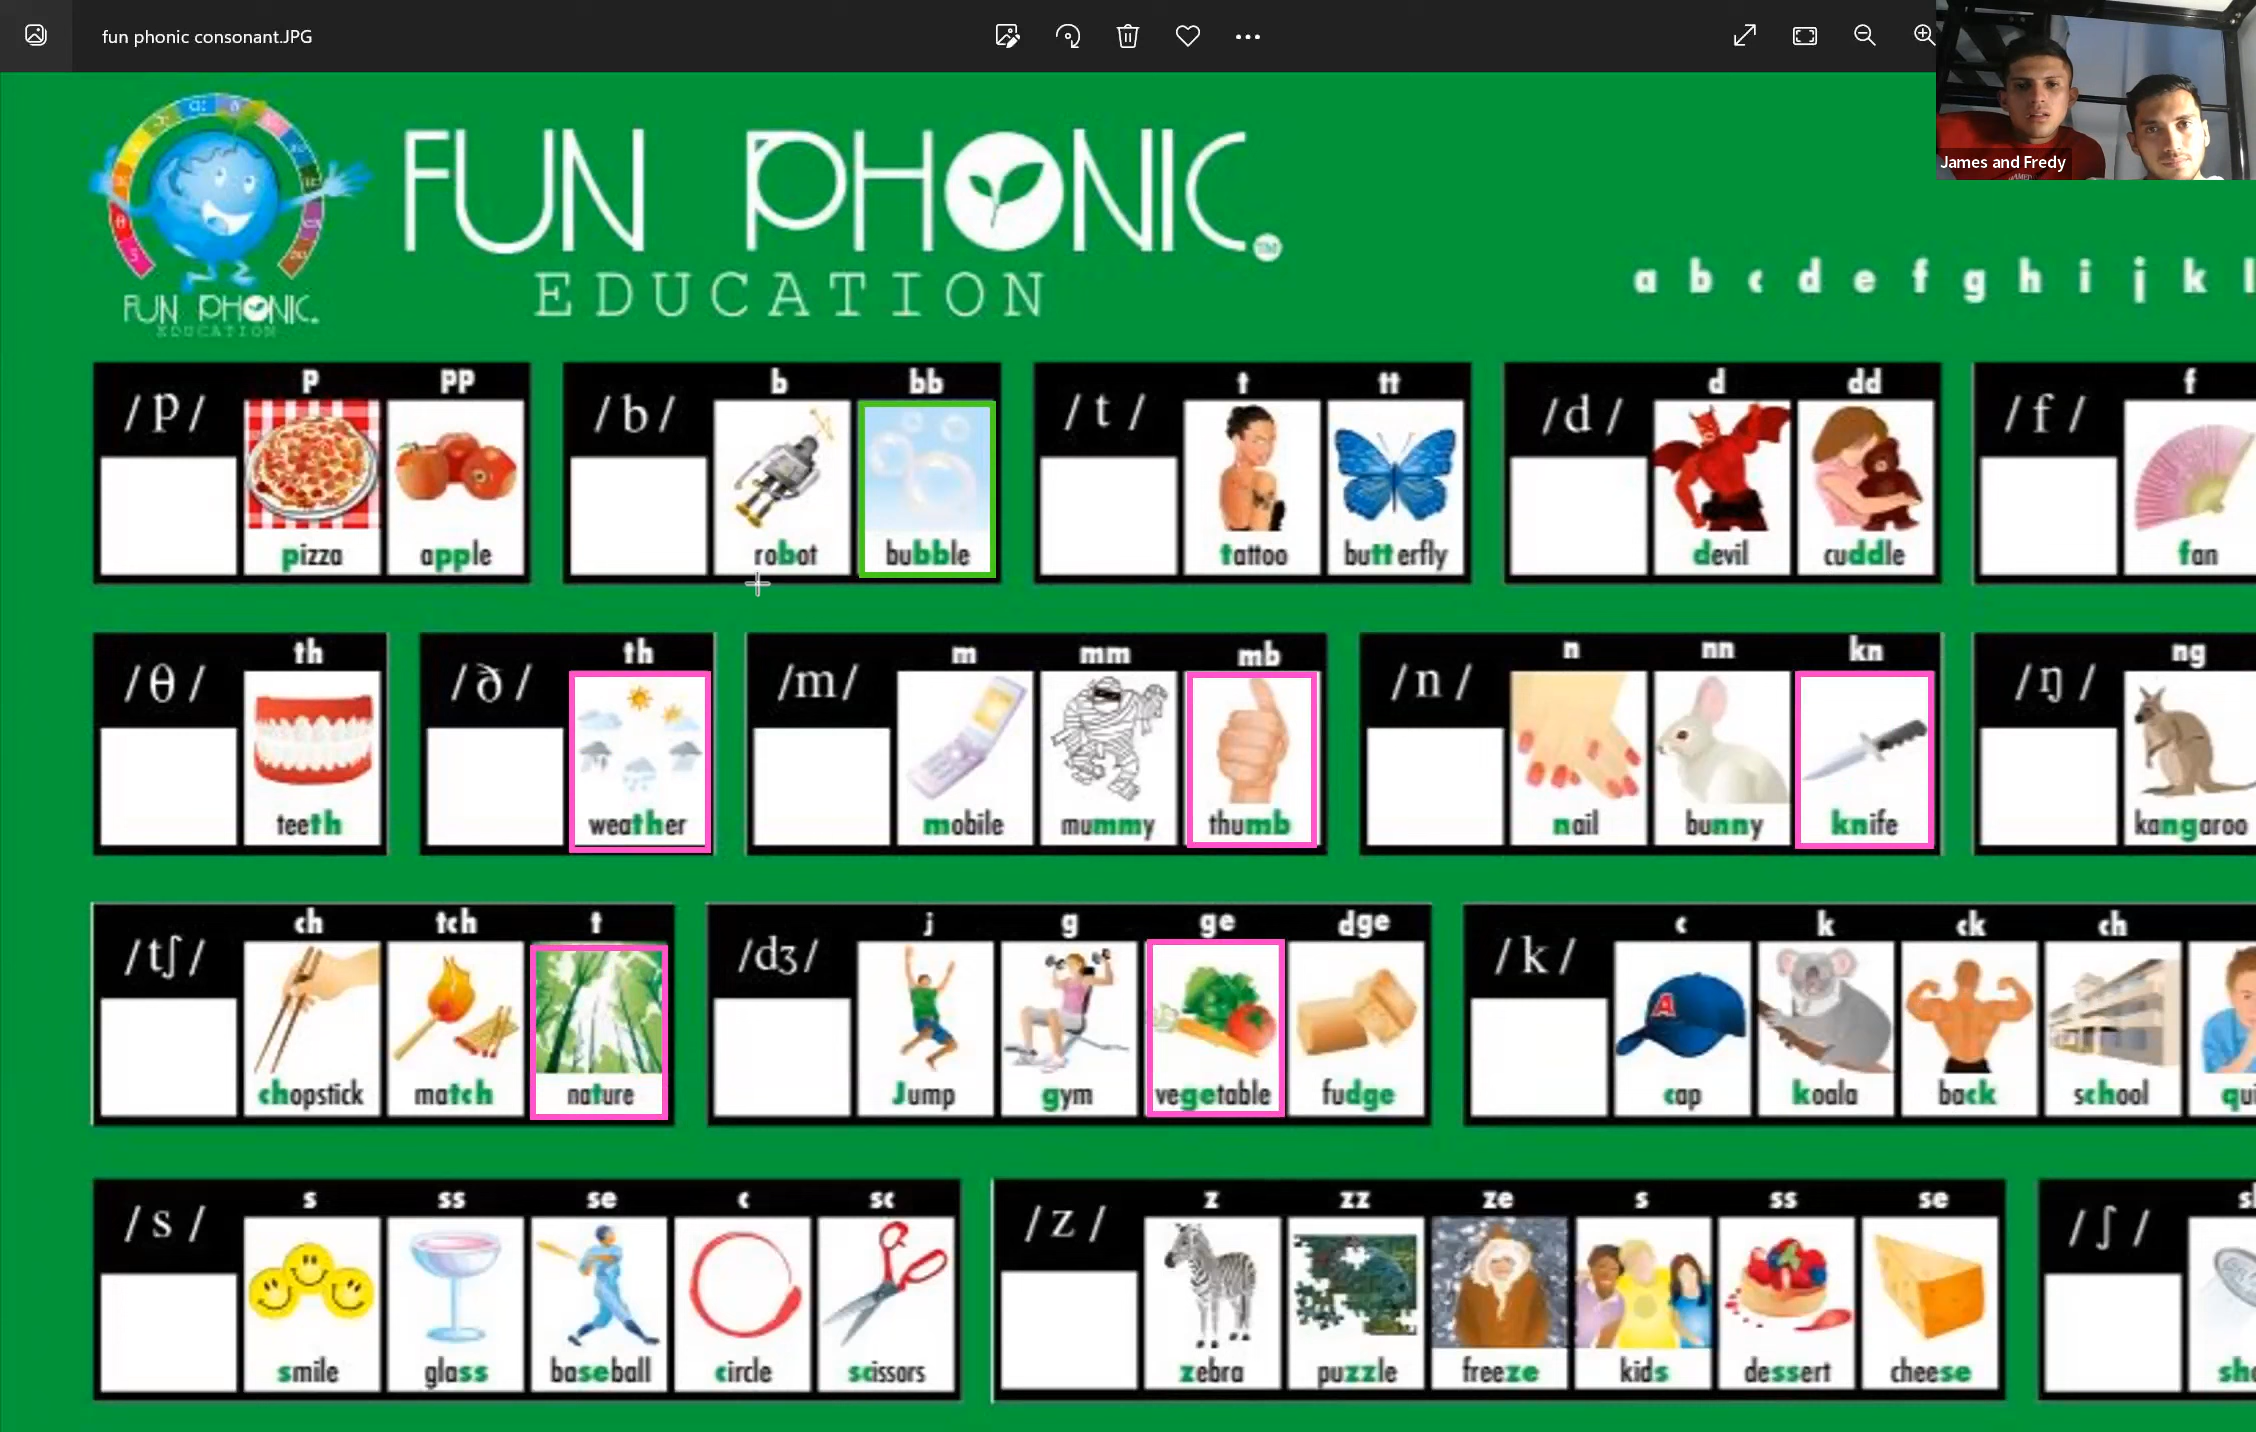 fun phonic consonant.JPG
James and Fredy
FUN PHONIC
TM
EDUCATION
FUN PHONIC.
EDUCATION
a b c d e f g h i j k l
/p/ p pp
pizza apple
/b/ b bb
robot bubble
/t/ t tt
tattoo butterfly
/d/ d dd
devil cuddle
/f/ f
fan
/θ/ th
teeth
/ð/ th
weather
/m/ m mm mb
mobile mummy thumb
/n/ n nn kn
nail bunny knife
/ŋ/ ng
kangaroo
/tʃ/ ch tch t
chopstick match nature
/dʒ/ j g ge dge
Jump gym vegetable fudge
/k/ c k ck ch
cap koala back school qui
/s/ s ss se c sc
smile glass baseball circle scissors
/z/ z zz ze s ss se
zebra puzzle freeze kids dessert cheese
/ʃ/